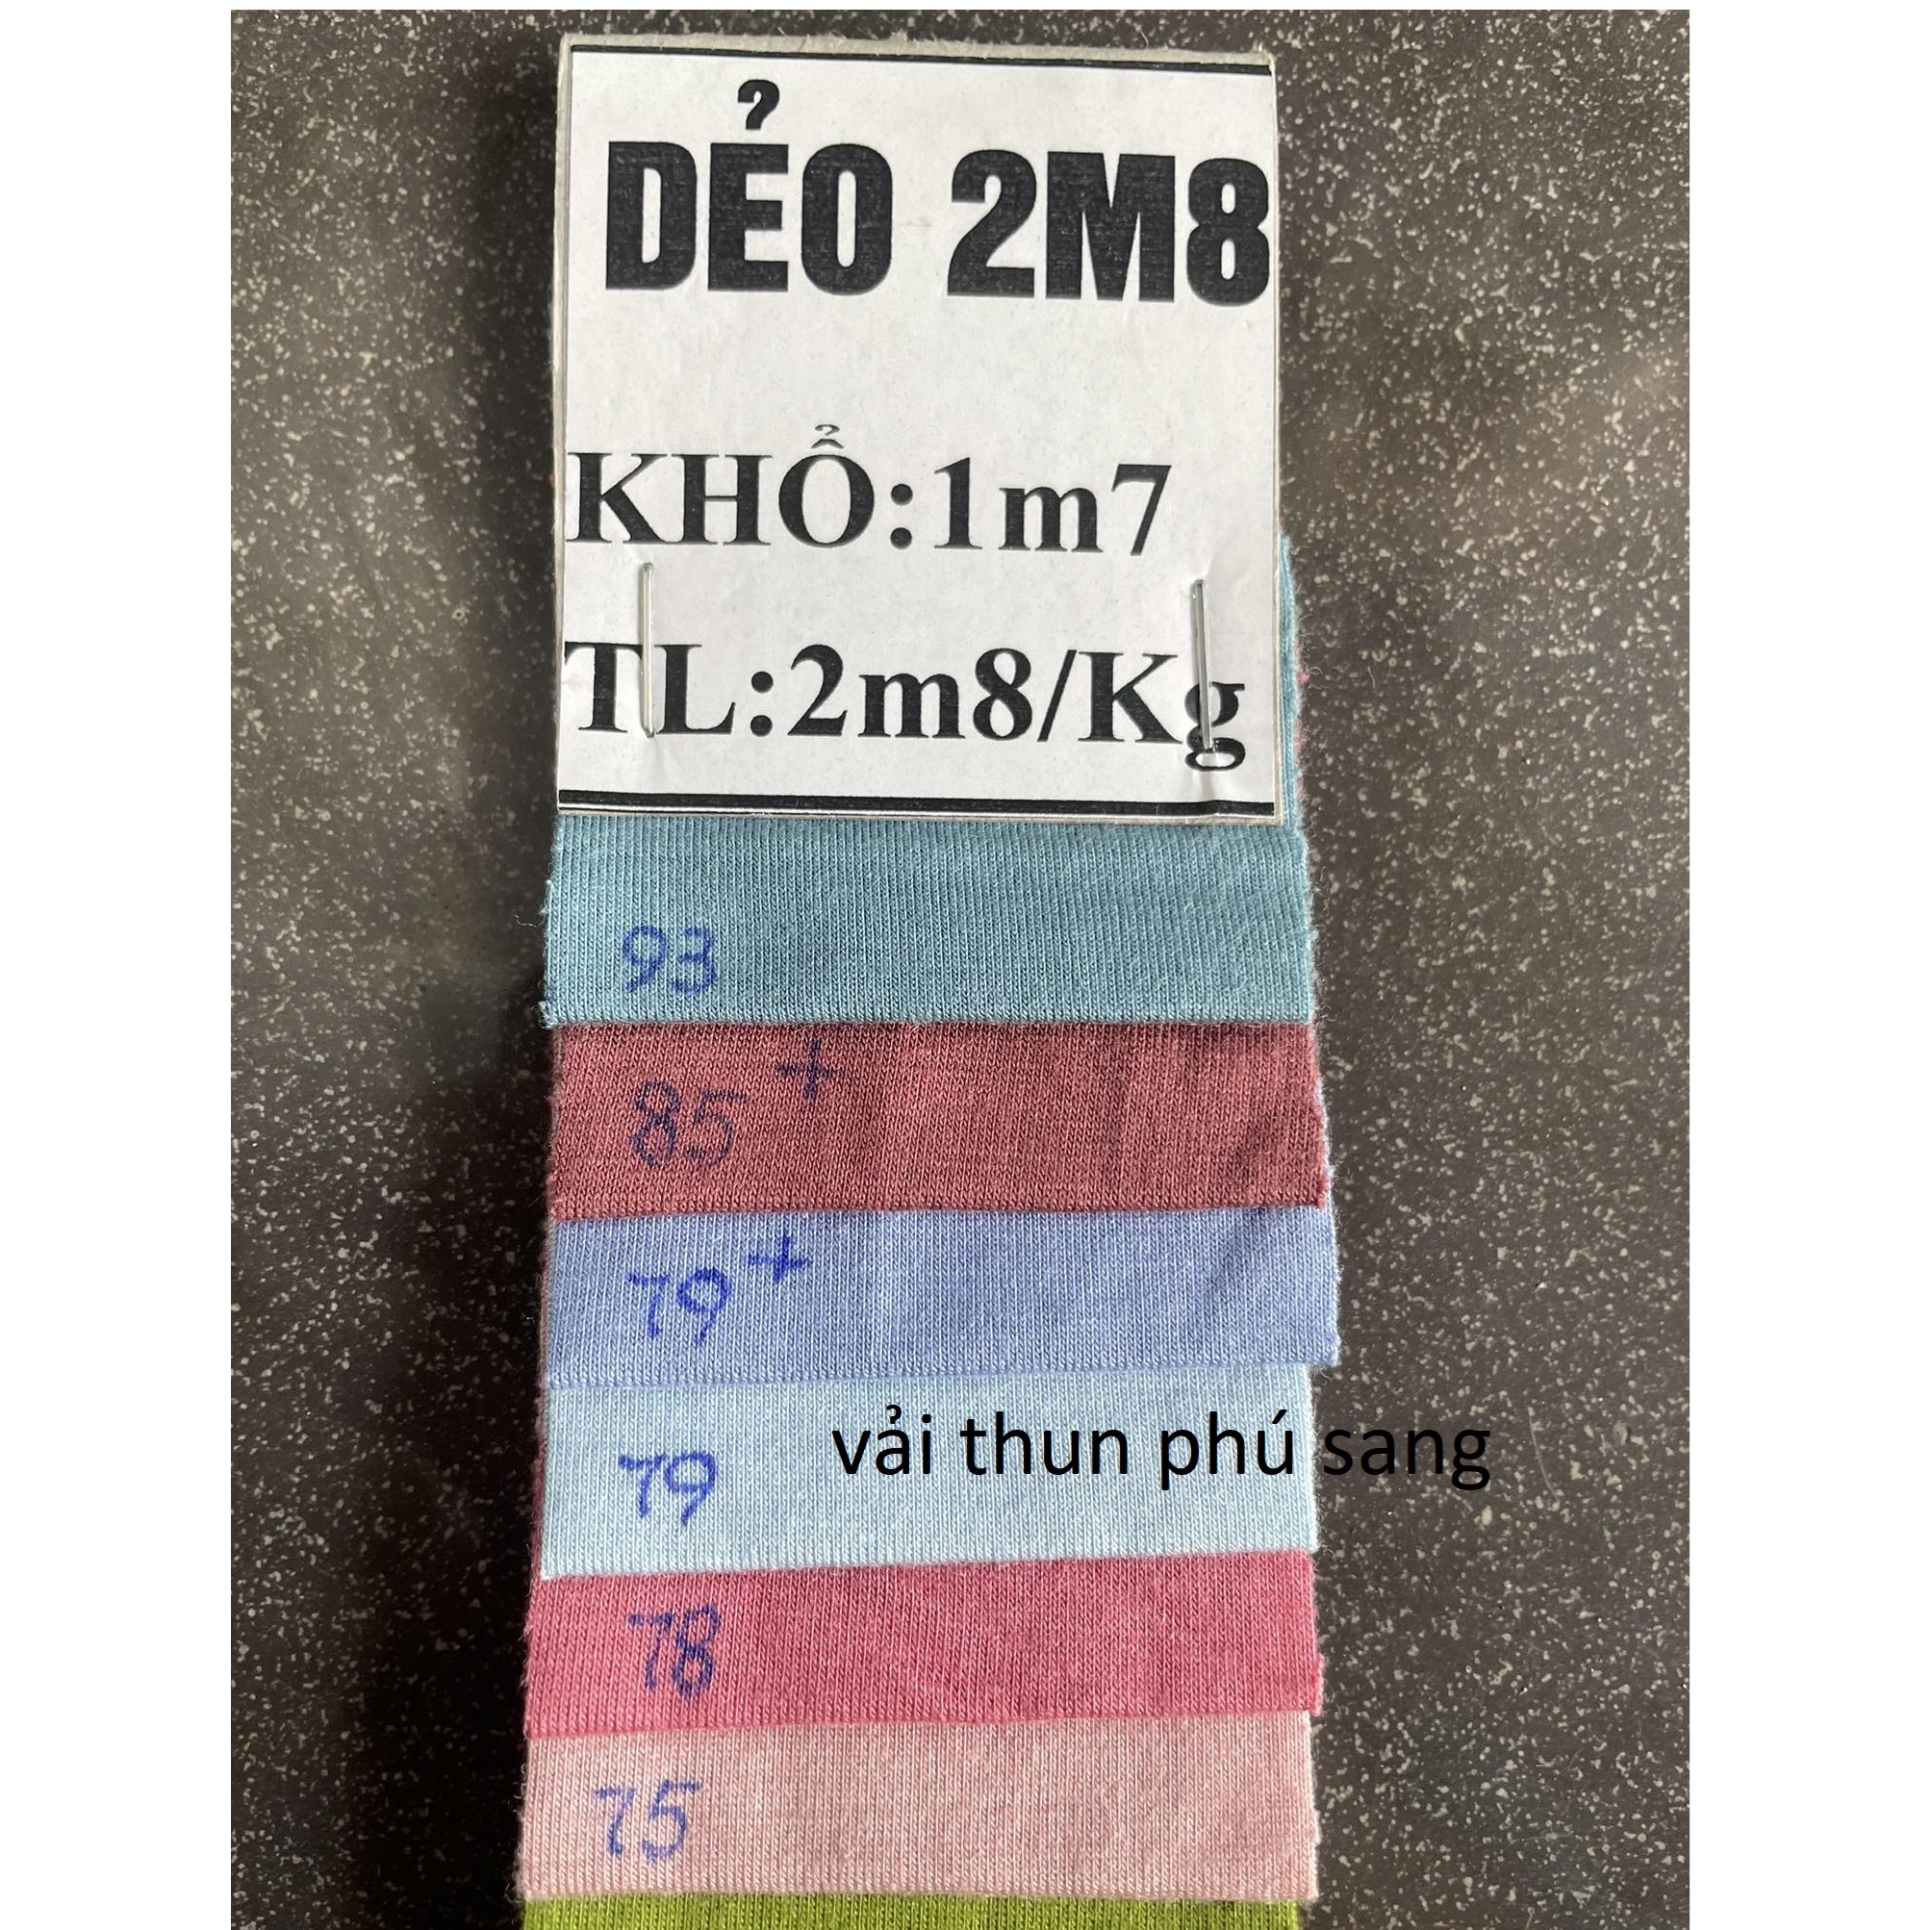 DẺO 2M8
KHỔ:1m7
TL:2m8/Kg
93
85+
79+
79
vải thun phú sang
78
75